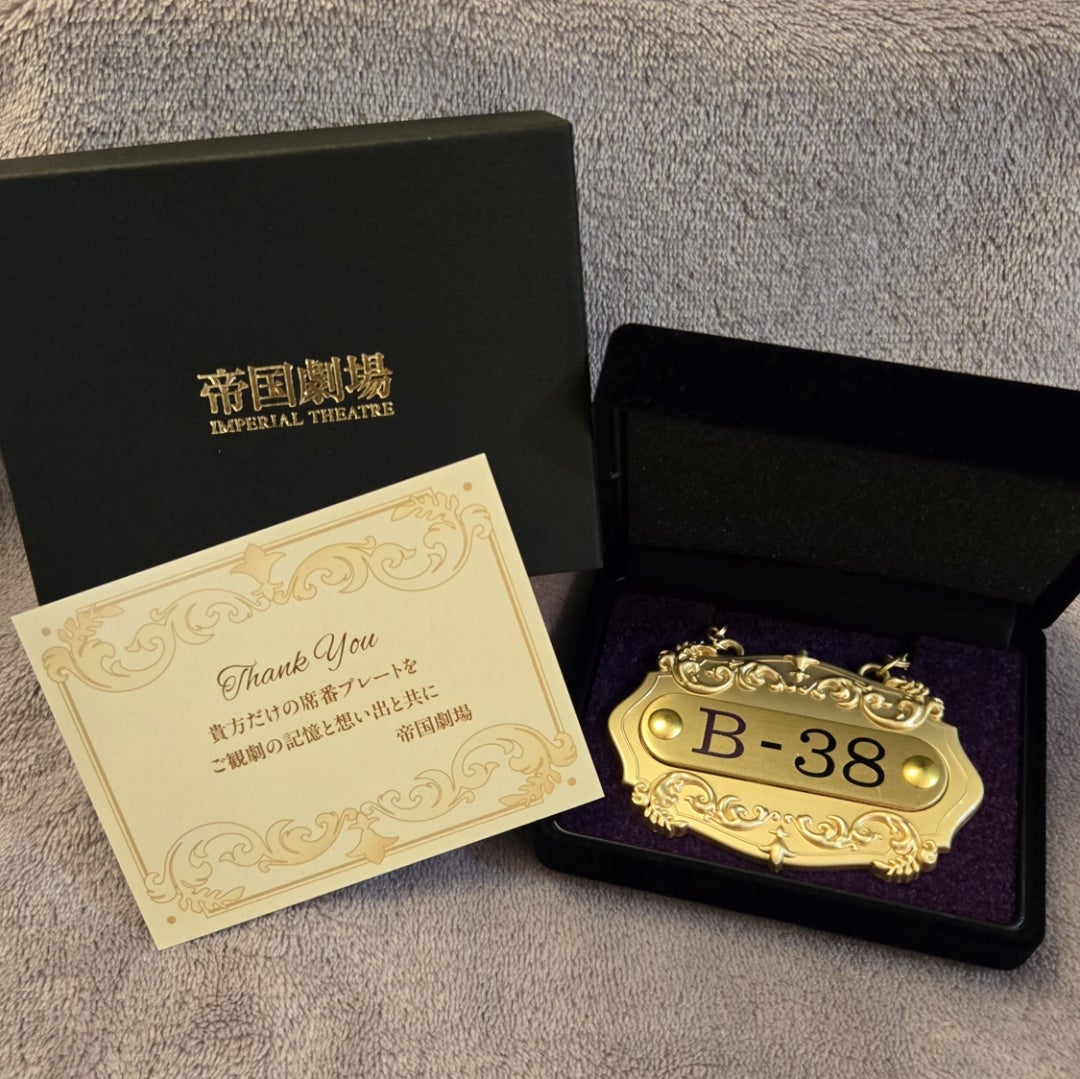 帝国劇場
IMPERIAL THEATRE
Thank You
貴方だけの席番プレートを
ご観劇の記憶と想い出と共に
帝国劇場
B-38